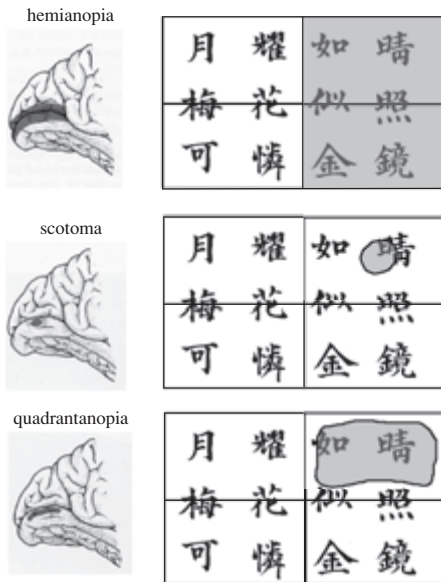 hemianopia
月 耀 如 晴
梅 花 似 照
可 憐 金 鏡
scotoma
月 耀 如 晴
梅 花 似 照
可 憐 金 鏡
quadrantanopia
月 耀 如 晴
梅 花 似 照
可 憐 金 鏡